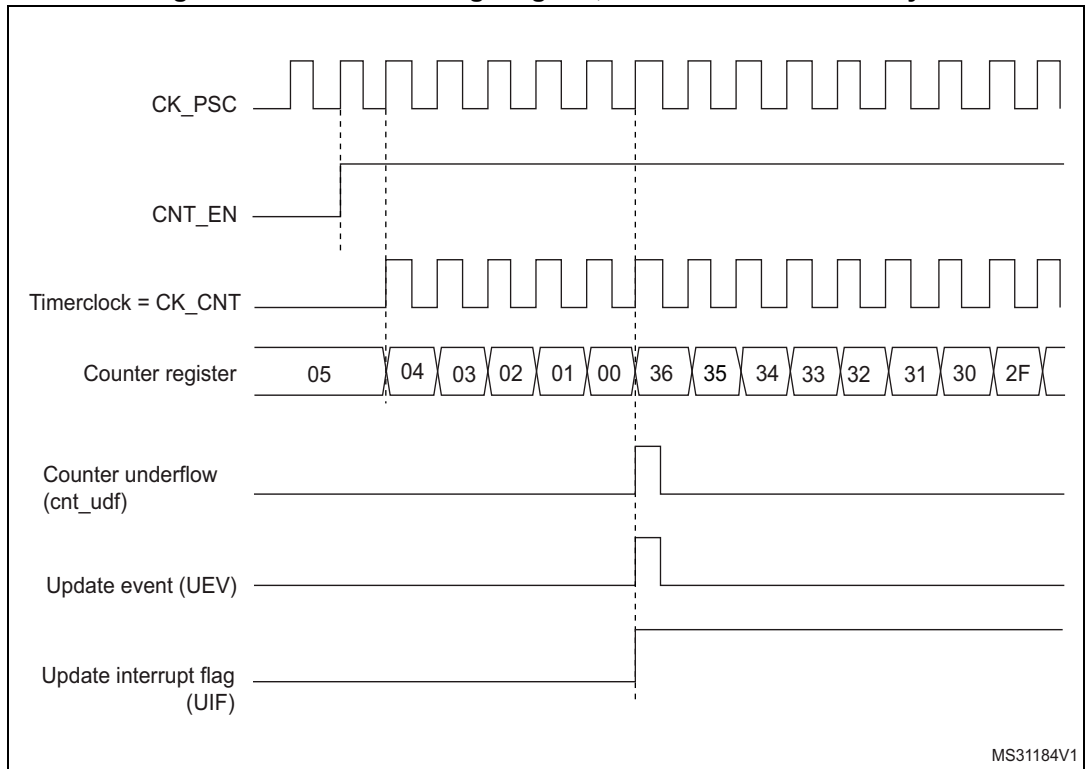 CK_PSC
CNT_EN
Timerclock = CK_CNT
Counter register 05 04 03 02 01 00 36 35 34 33 32 31 30 2F
Counter underflow
(cnt_udf)
Update event (UEV)
Update interrupt flag
(UIF)
MS31184V1